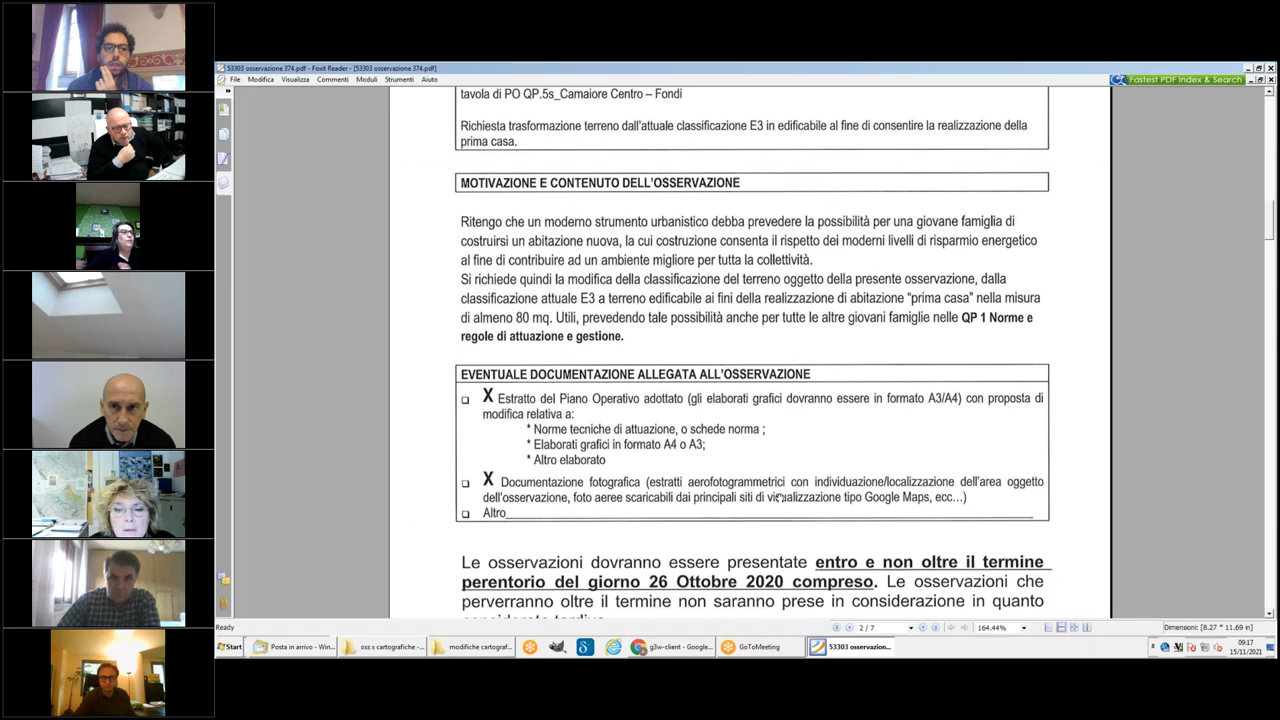 53303 osservazione 374.pdf - Foxit Reader - [53303 osservazione 374.pdf]
File Modifica Visualizza Commenti Moduli Strumenti Aiuto
Fastest PDF Index & Search
tavola di PO QP.5s_Camaiore Centro – Fondi
Richiesta trasformazione terreno dall'attuale classificazione E3 in edificabile al fine di consentire la realizzazione della
prima casa.
MOTIVAZIONE E CONTENUTO DELL'OSSERVAZIONE
Ritengo che un moderno strumento urbanistico debba prevedere la possibilità per una giovane famiglia di
costruirsi un abitazione nuova, la cui costruzione consenta il rispetto dei moderni livelli di risparmio energetico
al fine di contribuire ad un ambiente migliore per tutta la collettività.
Si richiede quindi la modifica della classificazione del terreno oggetto della presente osservazione, dalla
classificazione attuale E3 a terreno edificabile ai fini della realizzazione di abitazione "prima casa" nella misura
di almeno 80 mq. Utili, prevedendo tale possibilità anche per tutte le altre giovani famiglie nelle QP 1 Norme e
regole di attuazione e gestione.
EVENTUALE DOCUMENTAZIONE ALLEGATA ALL'OSSERVAZIONE
X Estratto del Piano Operativo adottato (gli elaborati grafici dovranno essere in formato A3/A4) con proposta di
modifica relativa a:
* Norme tecniche di attuazione, o schede norma ;
* Elaborati grafici in formato A4 o A3;
* Altro elaborato
X Documentazione fotografica (estratti aerofotogrammetrici con individuazione/localizzazione dell'area oggetto
dell'osservazione, foto aeree scaricabili dai principali siti di visualizzazione tipo Google Maps, ecc…)
Altro
Le osservazioni dovranno essere presentate entro e non oltre il termine
perentorio del giorno 26 Ottobre 2020 compreso. Le osservazioni che
perverranno oltre il termine non saranno prese in considerazione in quanto
Ready 2 / 7 164.44% Dimensioni: [8.27 * 11.69 in]
Start Posta in arrivo - Win... oss x cartografiche -... modifiche cartograf... g3w-client - Google... GoToMeeting 53303 osservazion... 09:17
15/11/2021